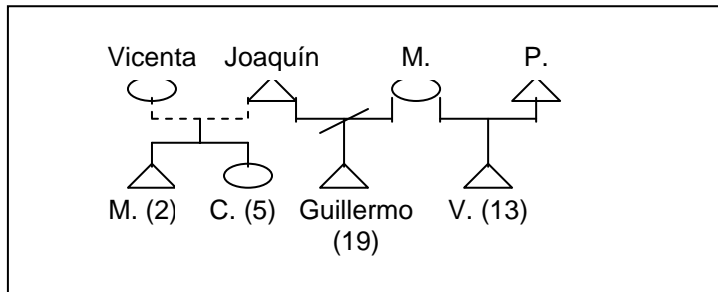 Vicenta Joaquín M. P.
M. (2) C. (5) Guillermo V. (13)
(19)